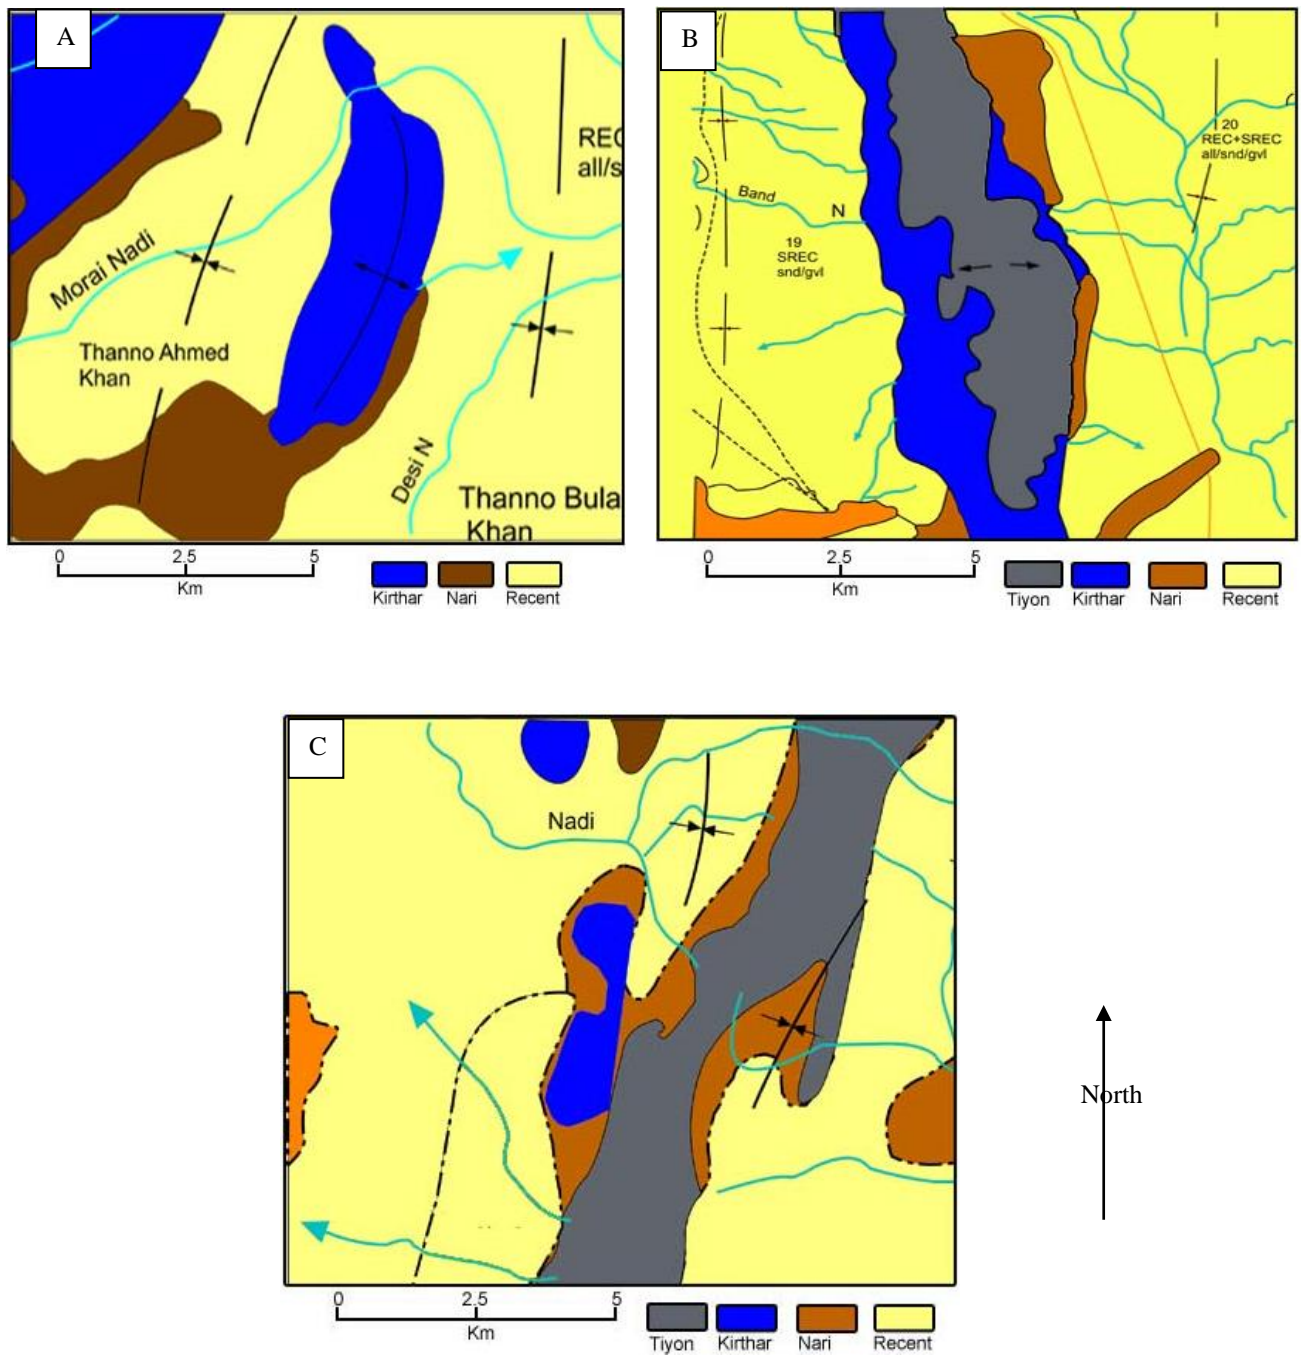 A
REC
all/s
Morai Nadi
Thanno Ahmed
Khan
Desi N
Thanno Bula
Khan
0 2.5 5
Km
Kirthar Nari Recent
B
20
REC+SREC
all/snd/gvl
Band N
19
SREC
snd/gvl
0 2.5 5
Km
Tiyon Kirthar Nari Recent
C
Nadi
North
0 2.5 5
Km
Tiyon Kirthar Nari Recent